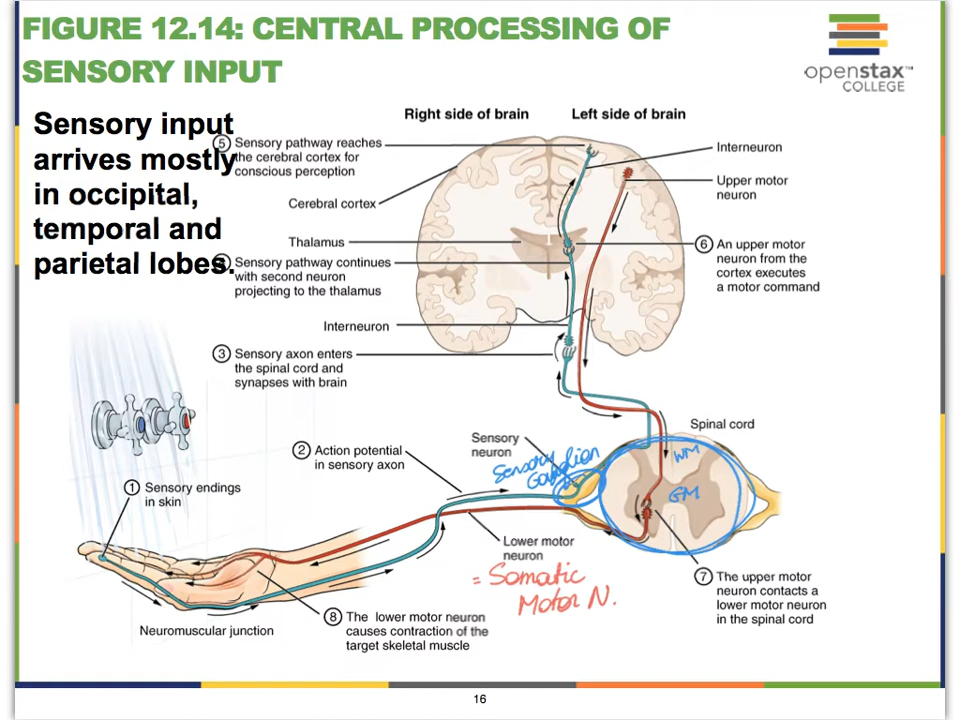 FIGURE 12.14: CENTRAL PROCESSING OF
SENSORY INPUT
openstax™
COLLEGE
Sensory input
arrives mostly
in occipital,
temporal and
parietal lobes.
Right side of brain
Left side of brain
5 Sensory pathway reaches
the cerebral cortex for
conscious perception
Cerebral cortex
Thalamus
Sensory pathway continues
with second neuron
projecting to the thalamus
Interneuron
3 Sensory axon enters
the spinal cord and
synapses with brain
Interneuron
Upper motor
neuron
6 An upper motor
neuron from the
cortex executes
a motor command
Spinal cord
Sensory
neuron
Sensory
Ganglion
WM
GM
2 Action potential
in sensory axon
1 Sensory endings
in skin
Lower motor
neuron
= Somatic
Motor N.
7 The upper motor
neuron contacts a
lower motor neuron
in the spinal cord
8 The lower motor neuron
causes contraction of the
target skeletal muscle
Neuromuscular junction
16